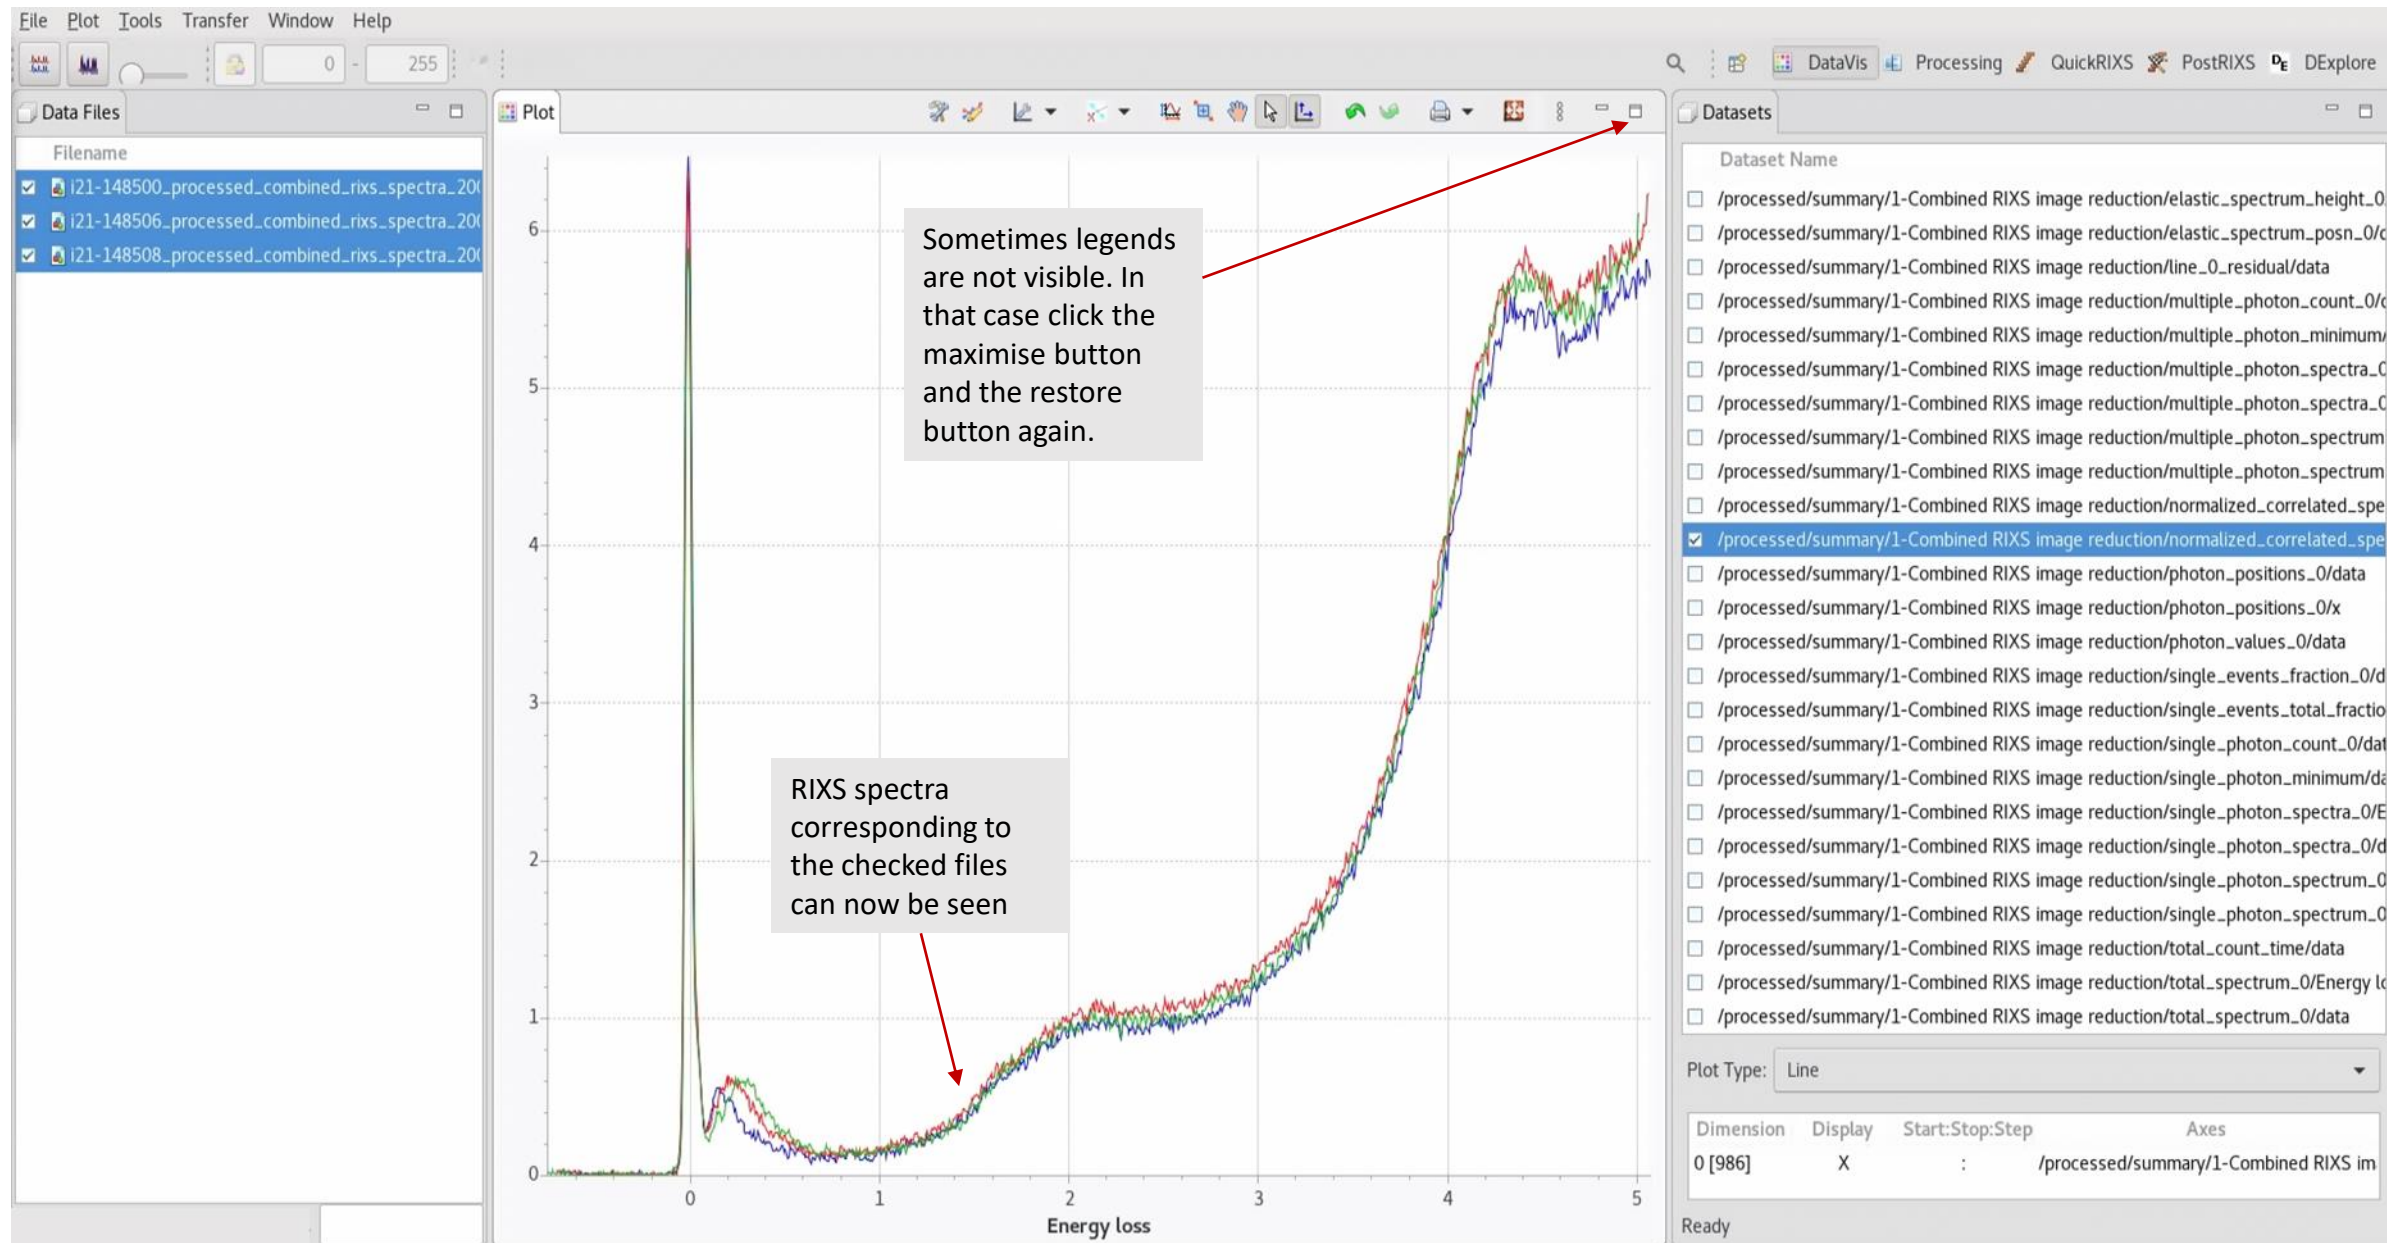 File Plot Tools Transfer Window Help
0 - 255
DataVis Processing QuickRIXS PostRIXS DE DExplore
Data Files
Filename
i21-148500_processed_combined_rixs_spectra_200
i21-148506_processed_combined_rixs_spectra_200
i21-148508_processed_combined_rixs_spectra_200
Plot
6
5
4
3
2
1
0
0 1 2 3 4 5
Energy loss
Sometimes legends
are not visible. In
that case click the
maximise button
and the restore
button again.
RIXS spectra
corresponding to
the checked files
can now be seen
Datasets
Dataset Name
/processed/summary/1-Combined RIXS image reduction/elastic_spectrum_height_0
/processed/summary/1-Combined RIXS image reduction/elastic_spectrum_posn_0/d
/processed/summary/1-Combined RIXS image reduction/line_0_residual/data
/processed/summary/1-Combined RIXS image reduction/multiple_photon_count_0/d
/processed/summary/1-Combined RIXS image reduction/multiple_photon_minimum/
/processed/summary/1-Combined RIXS image reduction/multiple_photon_spectra_0
/processed/summary/1-Combined RIXS image reduction/multiple_photon_spectra_0
/processed/summary/1-Combined RIXS image reduction/multiple_photon_spectrum
/processed/summary/1-Combined RIXS image reduction/multiple_photon_spectrum
/processed/summary/1-Combined RIXS image reduction/normalized_correlated_spe
/processed/summary/1-Combined RIXS image reduction/normalized_correlated_spe
/processed/summary/1-Combined RIXS image reduction/photon_positions_0/data
/processed/summary/1-Combined RIXS image reduction/photon_positions_0/x
/processed/summary/1-Combined RIXS image reduction/photon_values_0/data
/processed/summary/1-Combined RIXS image reduction/single_events_fraction_0/d
/processed/summary/1-Combined RIXS image reduction/single_events_total_fractio
/processed/summary/1-Combined RIXS image reduction/single_photon_count_0/dat
/processed/summary/1-Combined RIXS image reduction/single_photon_minimum/da
/processed/summary/1-Combined RIXS image reduction/single_photon_spectra_0/E
/processed/summary/1-Combined RIXS image reduction/single_photon_spectra_0/d
/processed/summary/1-Combined RIXS image reduction/single_photon_spectrum_0
/processed/summary/1-Combined RIXS image reduction/single_photon_spectrum_0
/processed/summary/1-Combined RIXS image reduction/total_count_time/data
/processed/summary/1-Combined RIXS image reduction/total_spectrum_0/Energy lo
/processed/summary/1-Combined RIXS image reduction/total_spectrum_0/data
Plot Type: Line
Dimension Display Start:Stop:Step Axes
0 [986] X : /processed/summary/1-Combined RIXS im
Ready